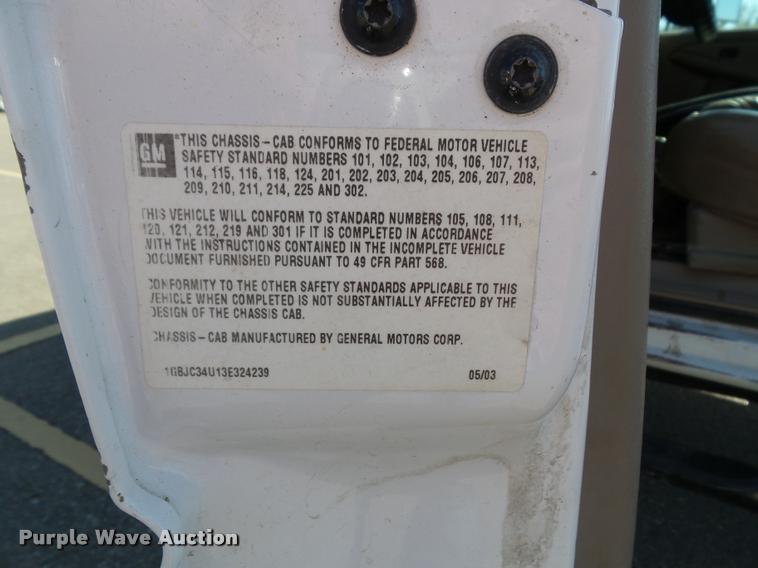 GM
"THIS CHASSIS-CAB CONFORMS TO FEDERAL MOTOR VEHICLE
SAFETY STANDARD NUMBERS 101, 102, 103, 104, 106, 107, 113,
114, 115, 116, 118, 124, 201, 202, 203, 204, 205, 206, 207, 208,
209, 210, 211, 214, 225 AND 302.
THIS VEHICLE WILL CONFORM TO STANDARD NUMBERS 105, 108, 111,
120, 121, 212, 219 AND 301 IF IT IS COMPLETED IN ACCORDANCE
WITH THE INSTRUCTIONS CONTAINED IN THE INCOMPLETE VEHICLE
DOCUMENT FURNISHED PURSUANT TO 49 CFR PART 568.
CONFORMITY TO THE OTHER SAFETY STANDARDS APPLICABLE TO THIS
VEHICLE WHEN COMPLETED IS NOT SUBSTANTIALLY AFFECTED BY THE
DESIGN OF THE CHASSIS CAB.
CHASSIS-CAB MANUFACTURED BY GENERAL MOTORS CORP.
1GBJC34U13E324239 05/03
Purple Wave Auction